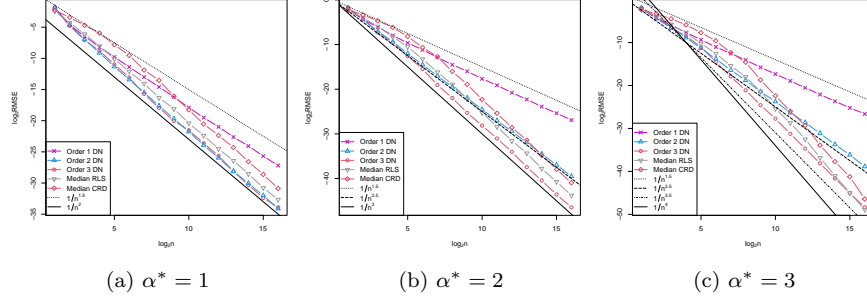 log₂RMSE
-5
-10
-15
-20
-25
-30
-35
5
10
15
log₂n
Order 1 DN
Order 2 DN
Order 3 DN
Median RLS
Median CRD
1/n^1.5
1/n^2
(a) α* = 1
log₂RMSE
0
-10
-20
-30
-40
5
10
15
log₂n
Order 1 DN
Order 2 DN
Order 3 DN
Median RLS
Median CRD
1/n^1.5
1/n^2.5
1/n^3
(b) α* = 2
log₂RMSE
0
-10
-20
-30
-40
-50
5
10
15
log₂n
Order 1 DN
Order 2 DN
Order 3 DN
Median RLS
Median CRD
1/n^1.5
1/n^2.5
1/n^3.5
1/n^4
(c) α* = 3